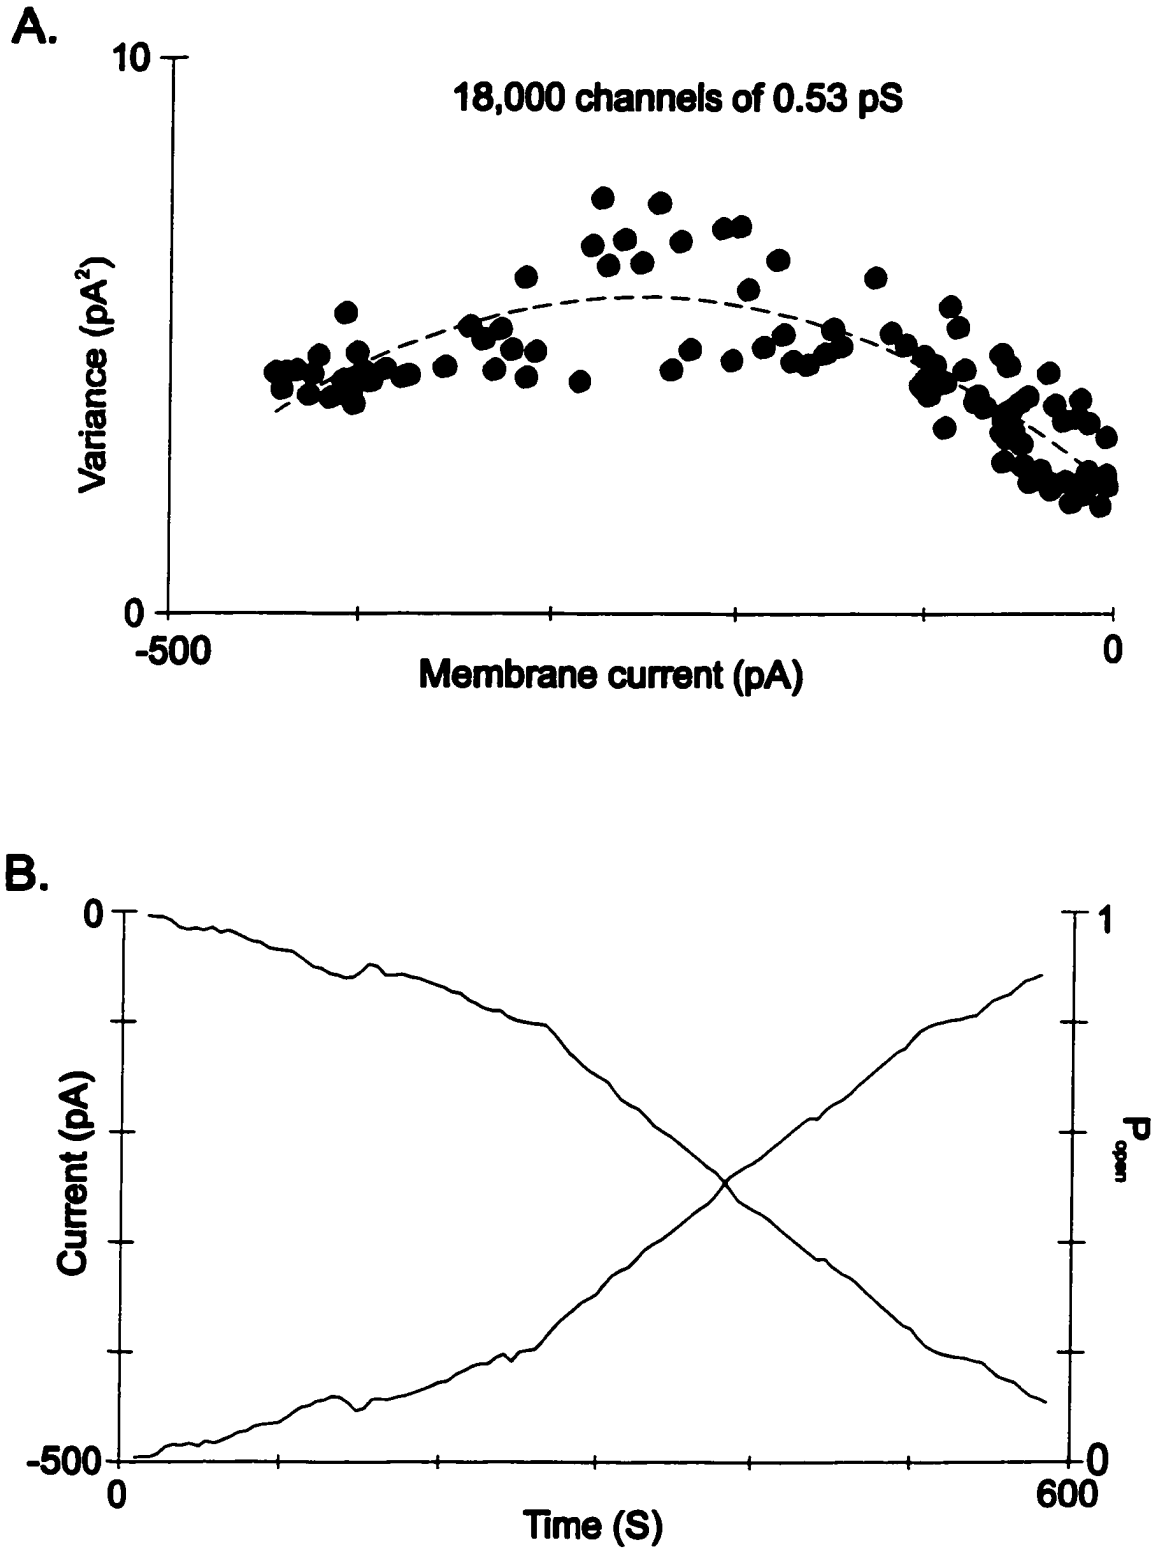 A.
10
18,000 channels of 0.53 pS
Variance (pA²)
0
-500
0
Membrane current (pA)
B.
0
1
Current (pA)
Popen
-500
0
0
600
Time (S)